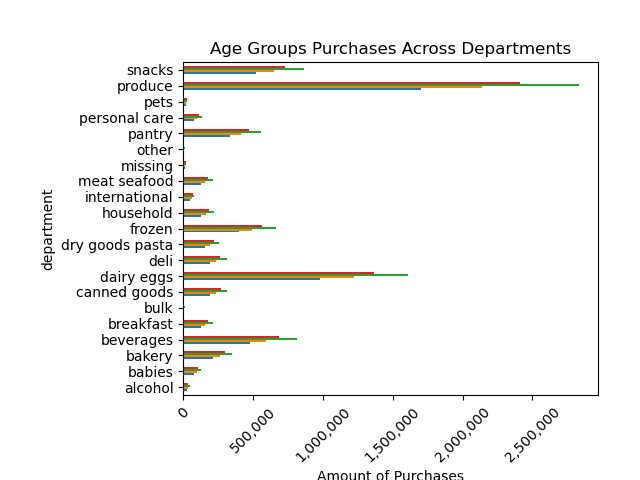 Age Groups Purchases Across Departments
snacks
produce
pets
personal care
pantry
other
missing
meat seafood
international
household
frozen
dry goods pasta
deli
dairy eggs
canned goods
bulk
breakfast
beverages
bakery
babies
alcohol
department
0
500,000
1,000,000
1,500,000
2,000,000
2,500,000
Amount of Purchases